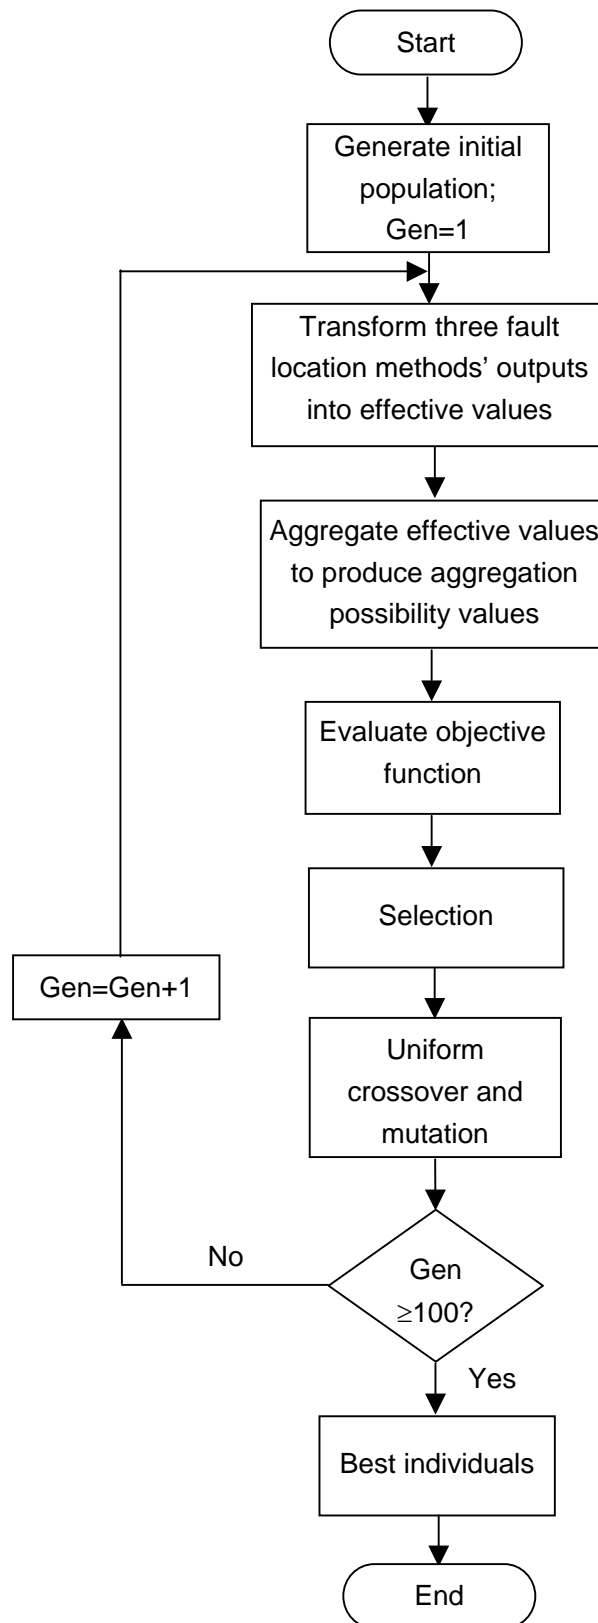 Start
Generate initial
population;
Gen=1
Transform three fault
location methods’ outputs
into effective values
Aggregate effective values
to produce aggregation
possibility values
Evaluate objective
function
Selection
Gen=Gen+1
Uniform
crossover and
mutation
No
Gen
≥100?
Yes
Best individuals
End